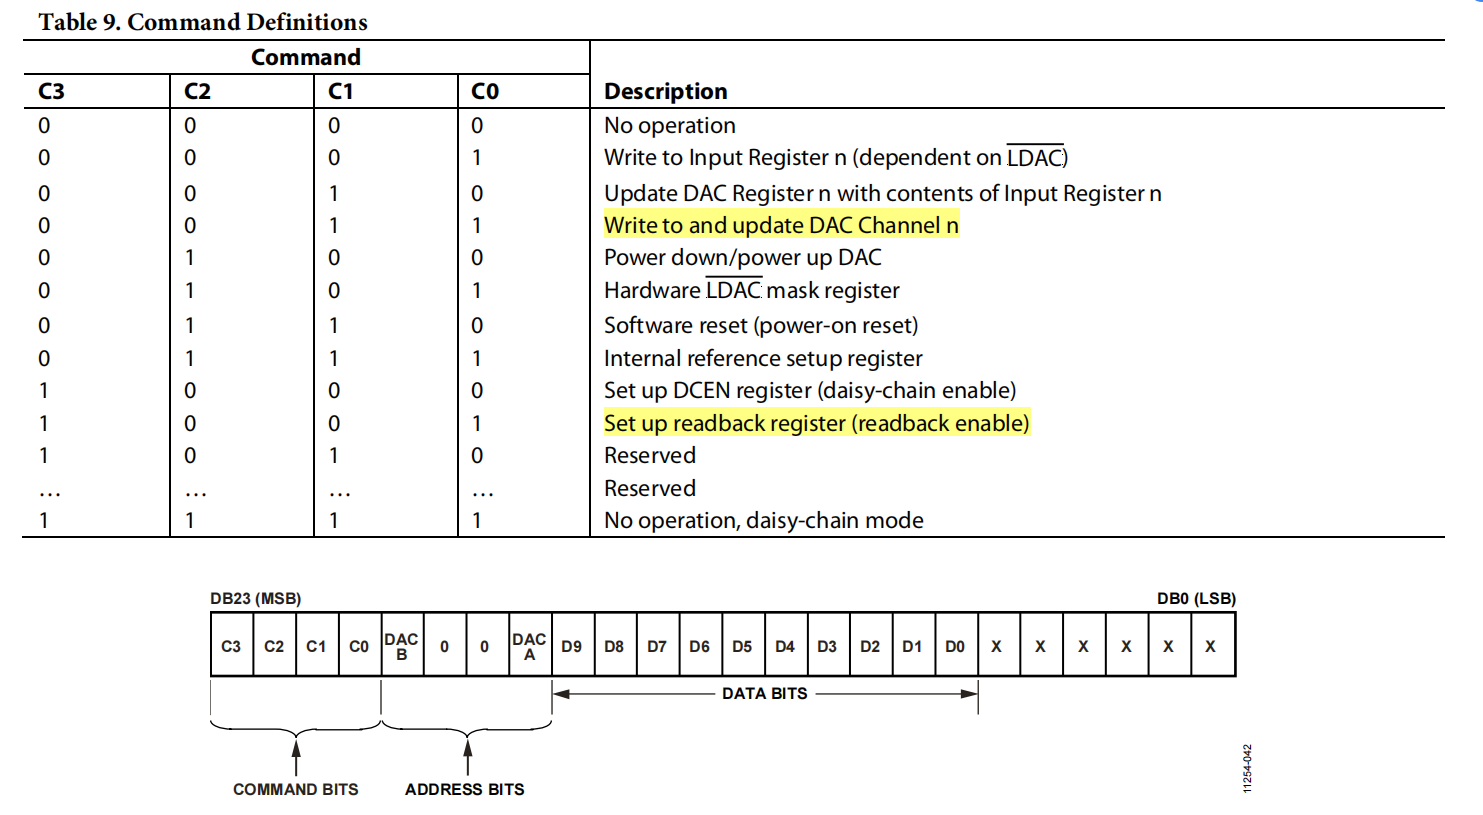 Table 9. Command Definitions
Command
C3 C2 C1 C0 Description
0 0 0 0 No operation
0 0 0 1 Write to Input Register n (dependent on LDAC)
0 0 1 0 Update DAC Register n with contents of Input Register n
0 0 1 1 Write to and update DAC Channel n
0 1 0 0 Power down/power up DAC
0 1 0 1 Hardware LDAC mask register
0 1 1 0 Software reset (power-on reset)
0 1 1 1 Internal reference setup register
1 0 0 0 Set up DCEN register (daisy-chain enable)
1 0 0 1 Set up readback register (readback enable)
1 0 1 0 Reserved
… … … … Reserved
1 1 1 1 No operation, daisy-chain mode
DB23 (MSB) DB0 (LSB)
C3 C2 C1 C0 DAC B 0 0 DAC A D9 D8 D7 D6 D5 D4 D3 D2 D1 D0 X X X X X X
DATA BITS
COMMAND BITS ADDRESS BITS
11254-042